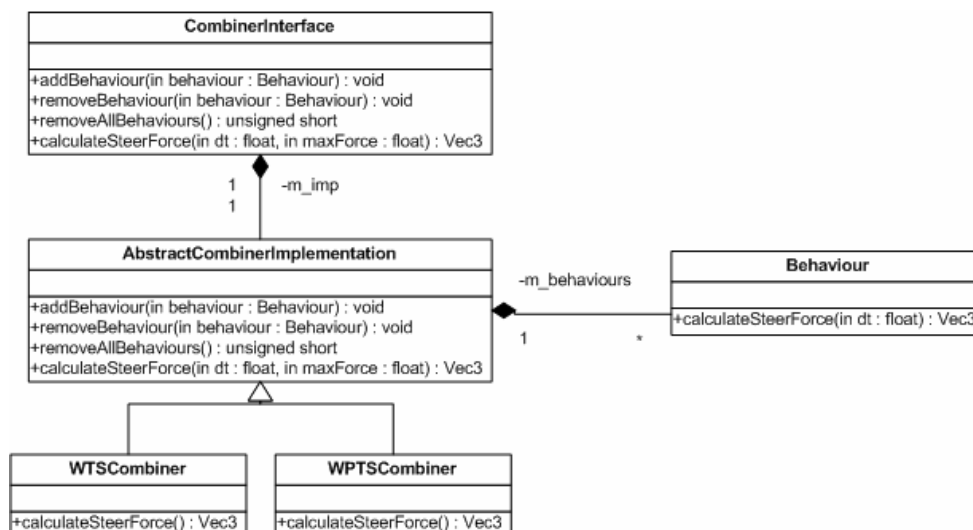 CombinerInterface
+addBehaviour(in behaviour : Behaviour) : void
+removeBehaviour(in behaviour : Behaviour) : void
+removeAllBehaviours() : unsigned short
+calculateSteerForce(in dt : float, in maxForce : float) : Vec3
1
-m_imp
1
AbstractCombinerImplementation
+addBehaviour(in behaviour : Behaviour) : void
+removeBehaviour(in behaviour : Behaviour) : void
+removeAllBehaviours() : unsigned short
+calculateSteerForce(in dt : float, in maxForce : float) : Vec3
-m_behaviours
1
*
Behaviour
+calculateSteerForce(in dt : float) : Vec3
WTSCombiner
+calculateSteerForce() : Vec3
WPTSCombiner
+calculateSteerForce() : Vec3